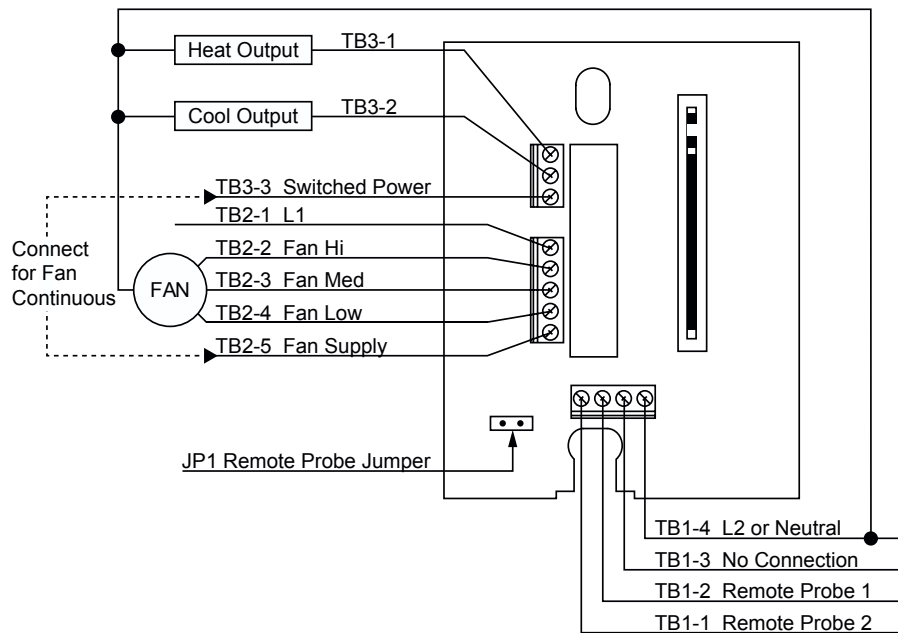 Heat Output
TB3-1
Cool Output
TB3-2
TB3-3 Switched Power
TB2-1 L1
Connect
for Fan
Continuous
FAN
TB2-2 Fan Hi
TB2-3 Fan Med
TB2-4 Fan Low
TB2-5 Fan Supply
JP1 Remote Probe Jumper
TB1-4 L2 or Neutral
TB1-3 No Connection
TB1-2 Remote Probe 1
TB1-1 Remote Probe 2